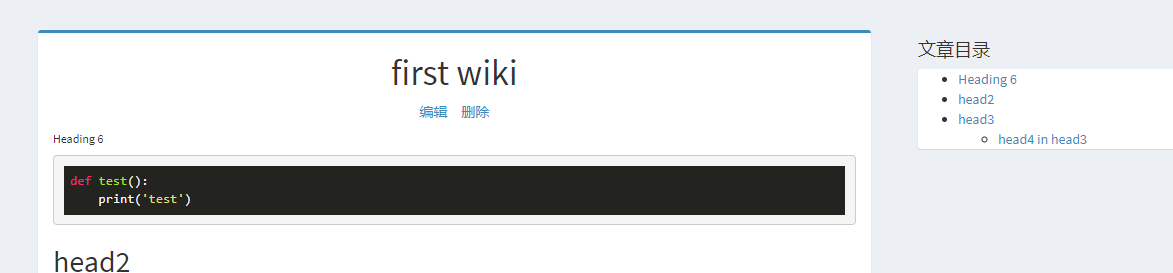 first wiki
编辑 删除
Heading 6
def test():
    print('test')
head2
文章目录
Heading 6
head2
head3
head4 in head3